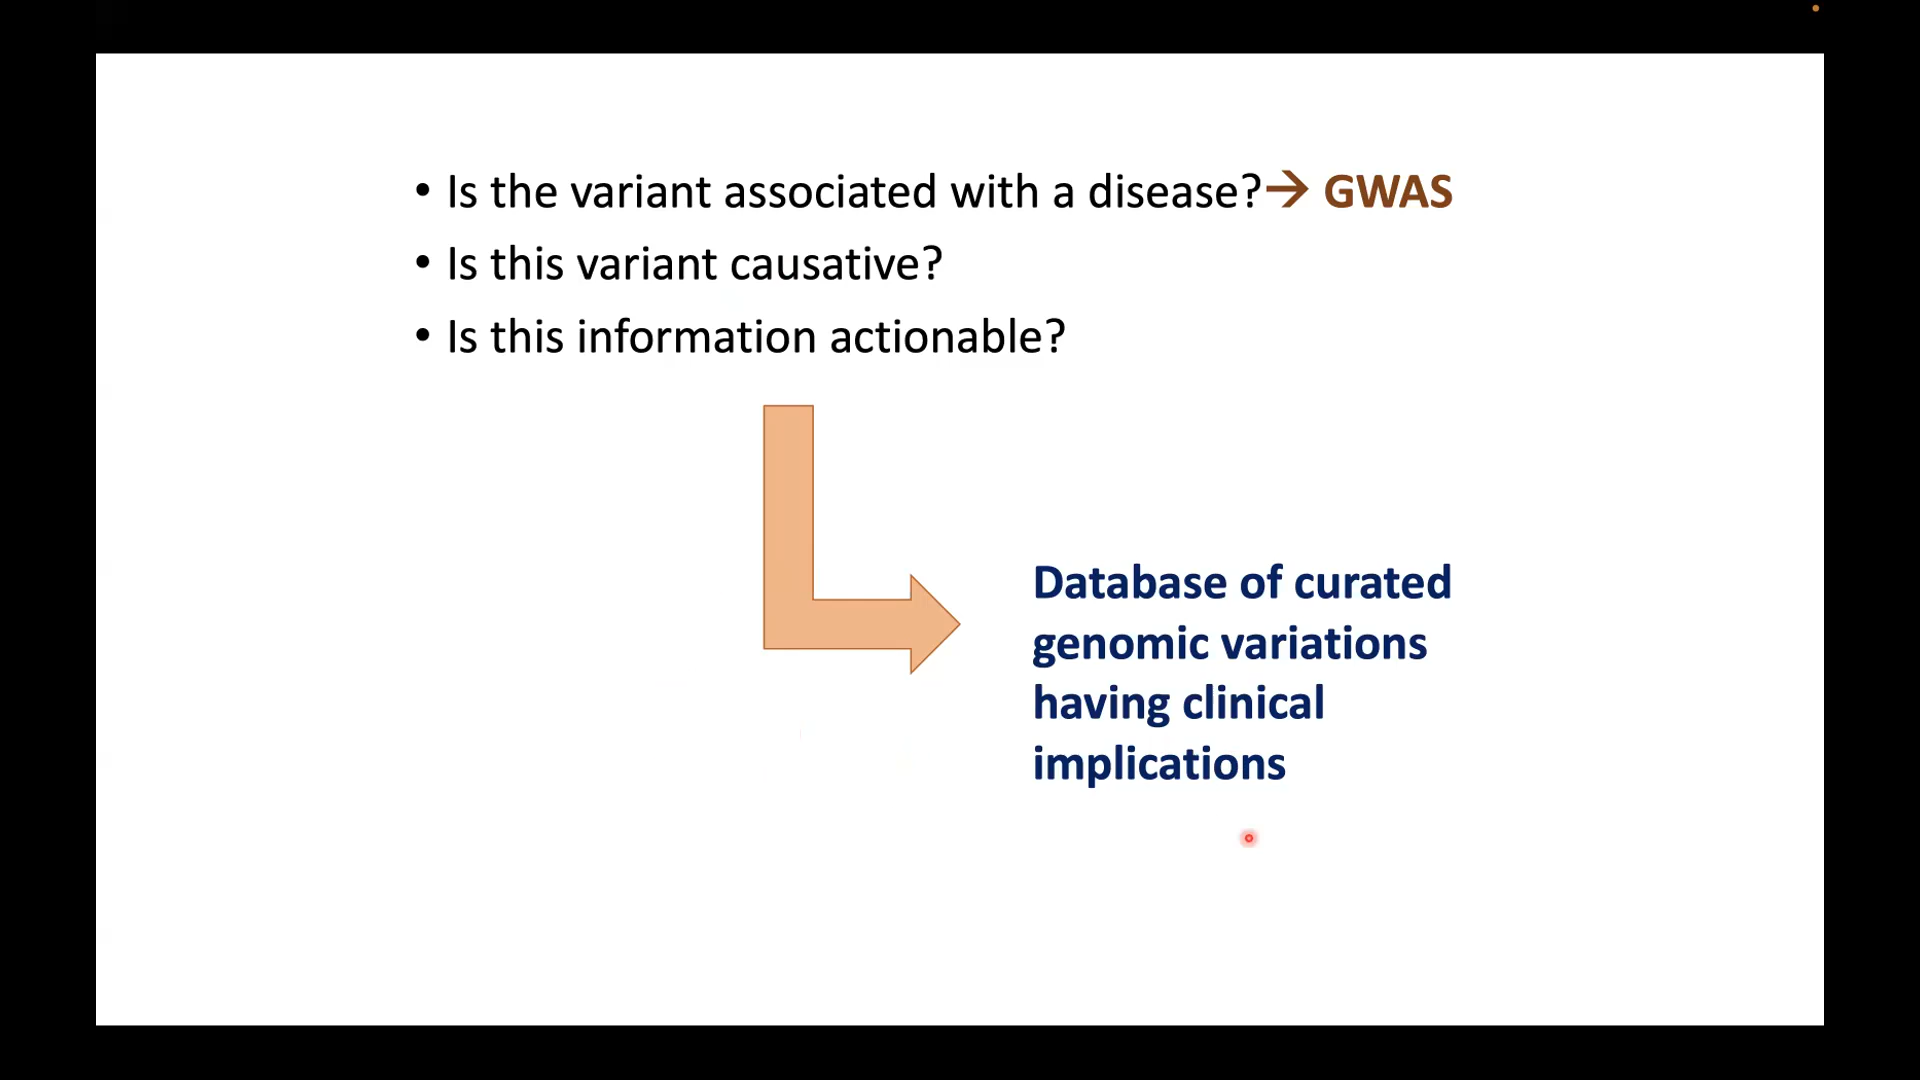 • Is the variant associated with a disease?→ GWAS
• Is this variant causative?
• Is this information actionable?
Database of curated
genomic variations
having clinical
implications